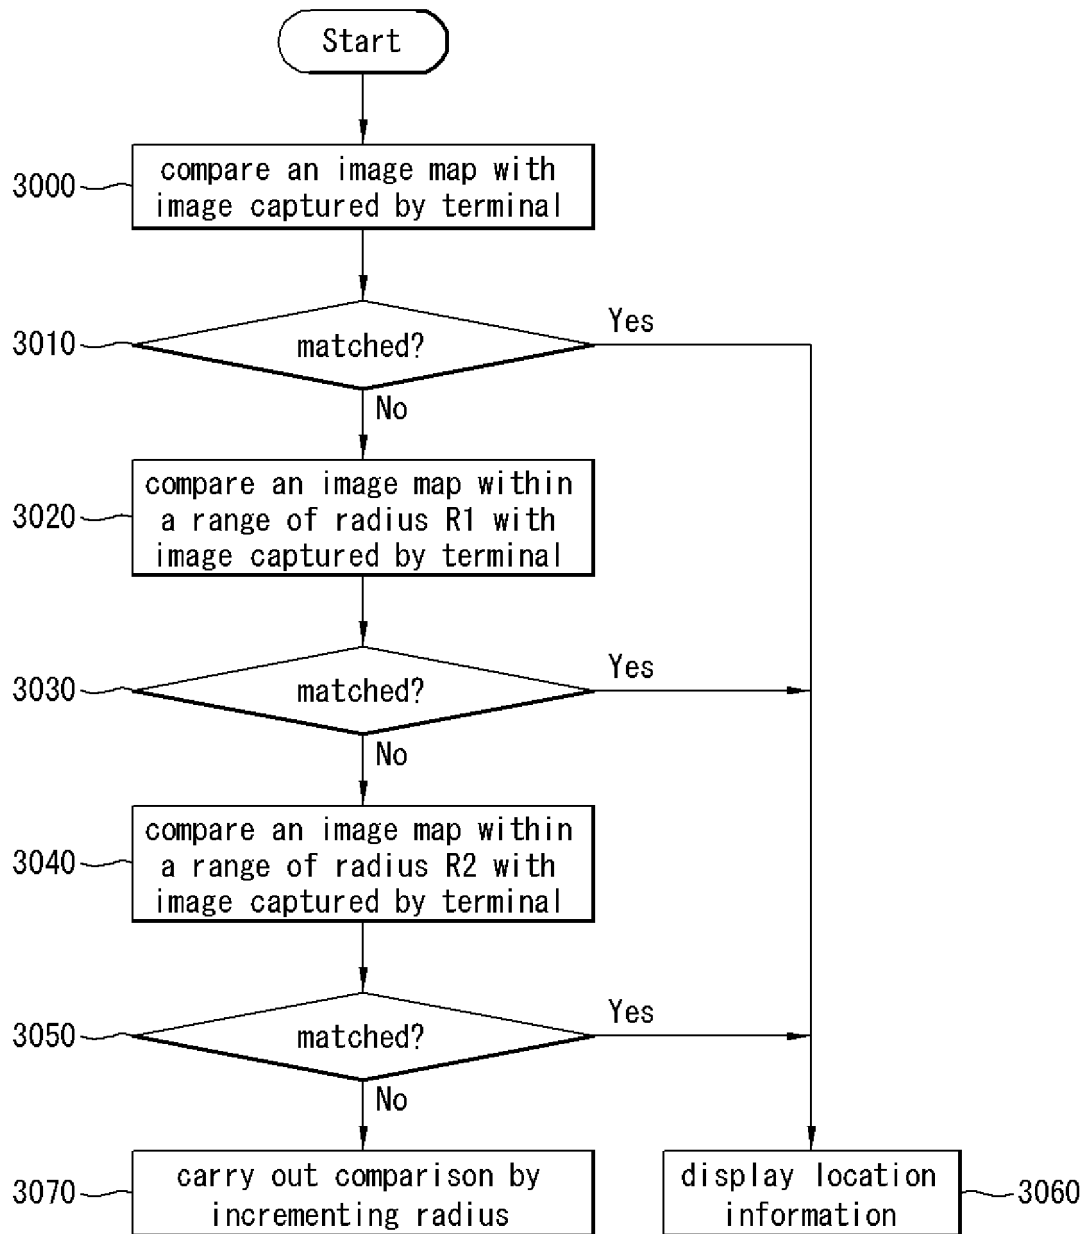 Start
compare an image map with
image captured by terminal
3000
matched?
3010
Yes
No
compare an image map within
a range of radius R1 with
image captured by terminal
3020
matched?
3030
Yes
No
compare an image map within
a range of radius R2 with
image captured by terminal
3040
matched?
3050
Yes
No
carry out comparison by
incrementing radius
3070
display location
information
3060